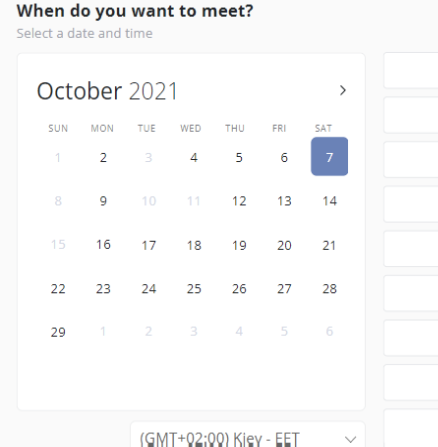 When do you want to meet?
Select a date and time
October 2021
SUN MON TUE WED THU FRI SAT
1 2 3 4 5 6 7
8 9 10 11 12 13 14
15 16 17 18 19 20 21
22 23 24 25 26 27 28
29 1 2 3 4 5 6
(GMT+02:00) Kiev - EET